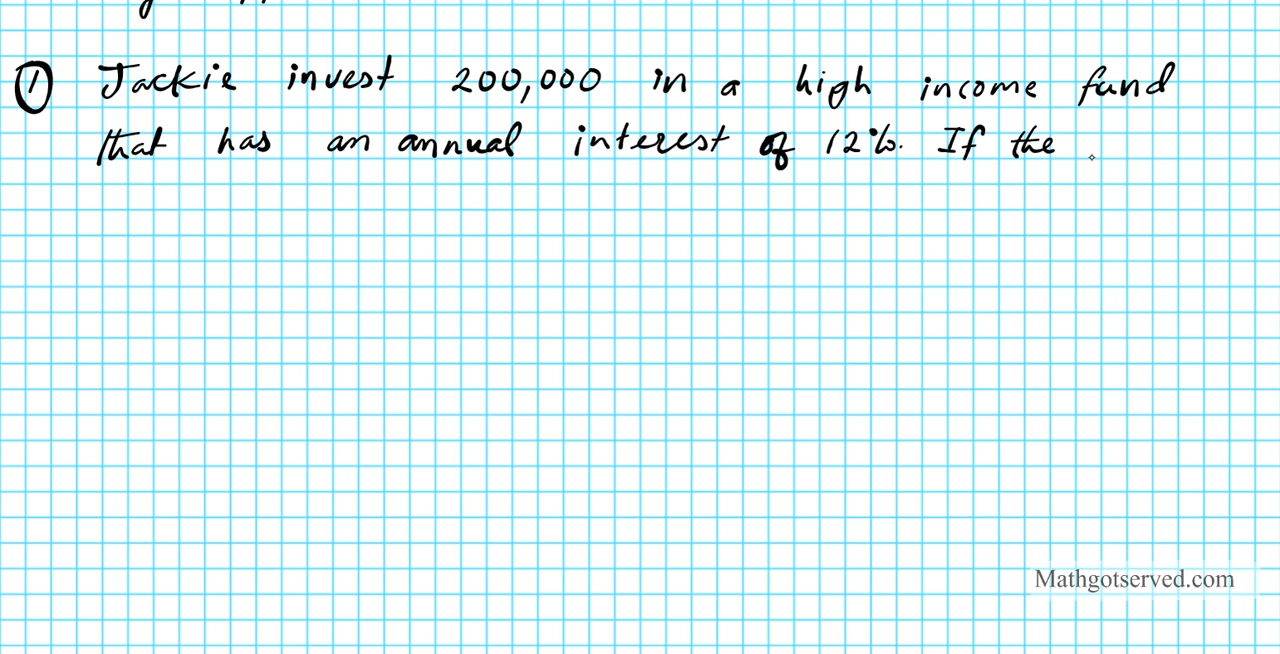 ① Jackie invest 200,000 in a high income fund
that has an annual interest of 12%. If the
Mathgotserved.com